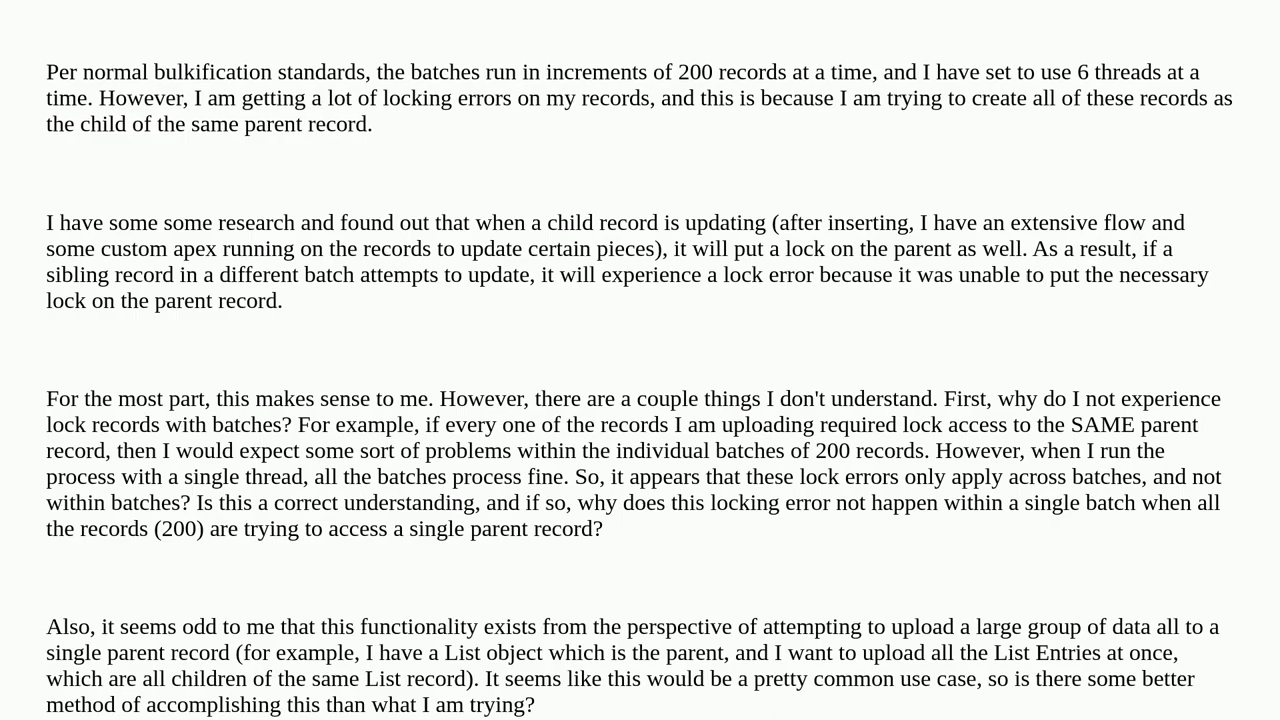 Per normal bulkification standards, the batches run in increments of 200 records at a time, and I have set to use 6 threads at a
time. However, I am getting a lot of locking errors on my records, and this is because I am trying to create all of these records as
the child of the same parent record.
I have some some research and found out that when a child record is updating (after inserting, I have an extensive flow and
some custom apex running on the records to update certain pieces), it will put a lock on the parent as well. As a result, if a
sibling record in a different batch attempts to update, it will experience a lock error because it was unable to put the necessary
lock on the parent record.
For the most part, this makes sense to me. However, there are a couple things I don't understand. First, why do I not experience
lock records with batches? For example, if every one of the records I am uploading required lock access to the SAME parent
record, then I would expect some sort of problems within the individual batches of 200 records. However, when I run the
process with a single thread, all the batches process fine. So, it appears that these lock errors only apply across batches, and not
within batches? Is this a correct understanding, and if so, why does this locking error not happen within a single batch when all
the records (200) are trying to access a single parent record?
Also, it seems odd to me that this functionality exists from the perspective of attempting to upload a large group of data all to a
single parent record (for example, I have a List object which is the parent, and I want to upload all the List Entries at once,
which are all children of the same List record). It seems like this would be a pretty common use case, so is there some better
method of accomplishing this than what I am trying?